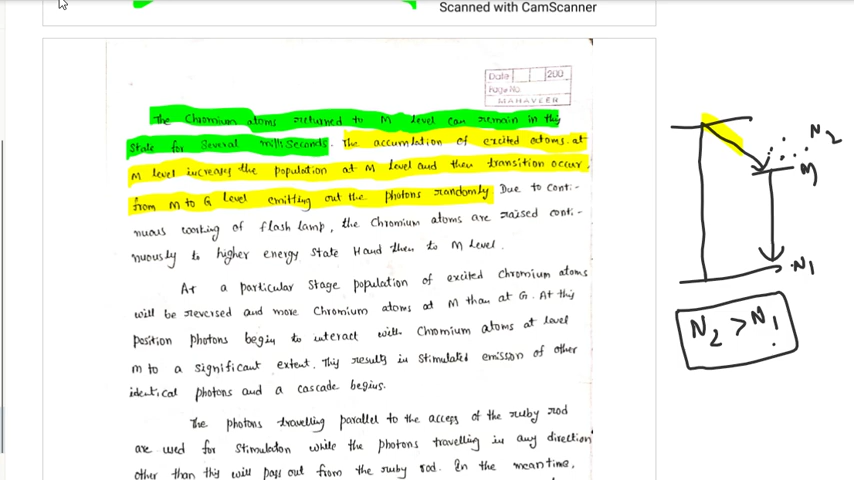 Scanned with CamScanner
Date 200
Page No.
MAHAVEER
The Chromium atoms returned to M level can remain in this
State for Several milliSeconds. The accumlation of excited atoms at
M level increases the population at M level and then transition occur
from M to G level emitting out the photons randomly Due to conti-
nuous working of flash lamp, the Chromium atoms are raised conti-
nuously to higher energy State H and then to M level.
At a particular Stage population of excited Chromium atoms
will be reversed and more Chromium atoms at M than at G. At this
position photons begin to interact with Chromium atoms at level
M to a significant extent. This results in Stimulated emisson of other
identical photons and a cascade begins.
The photons travelling parallel to the access of the ruby rod
are used for Stimulaton while the photons travelling in any direction
other than this will pass out from the ruby rod. In the meantime,
N2
M
N1
N2 > N1